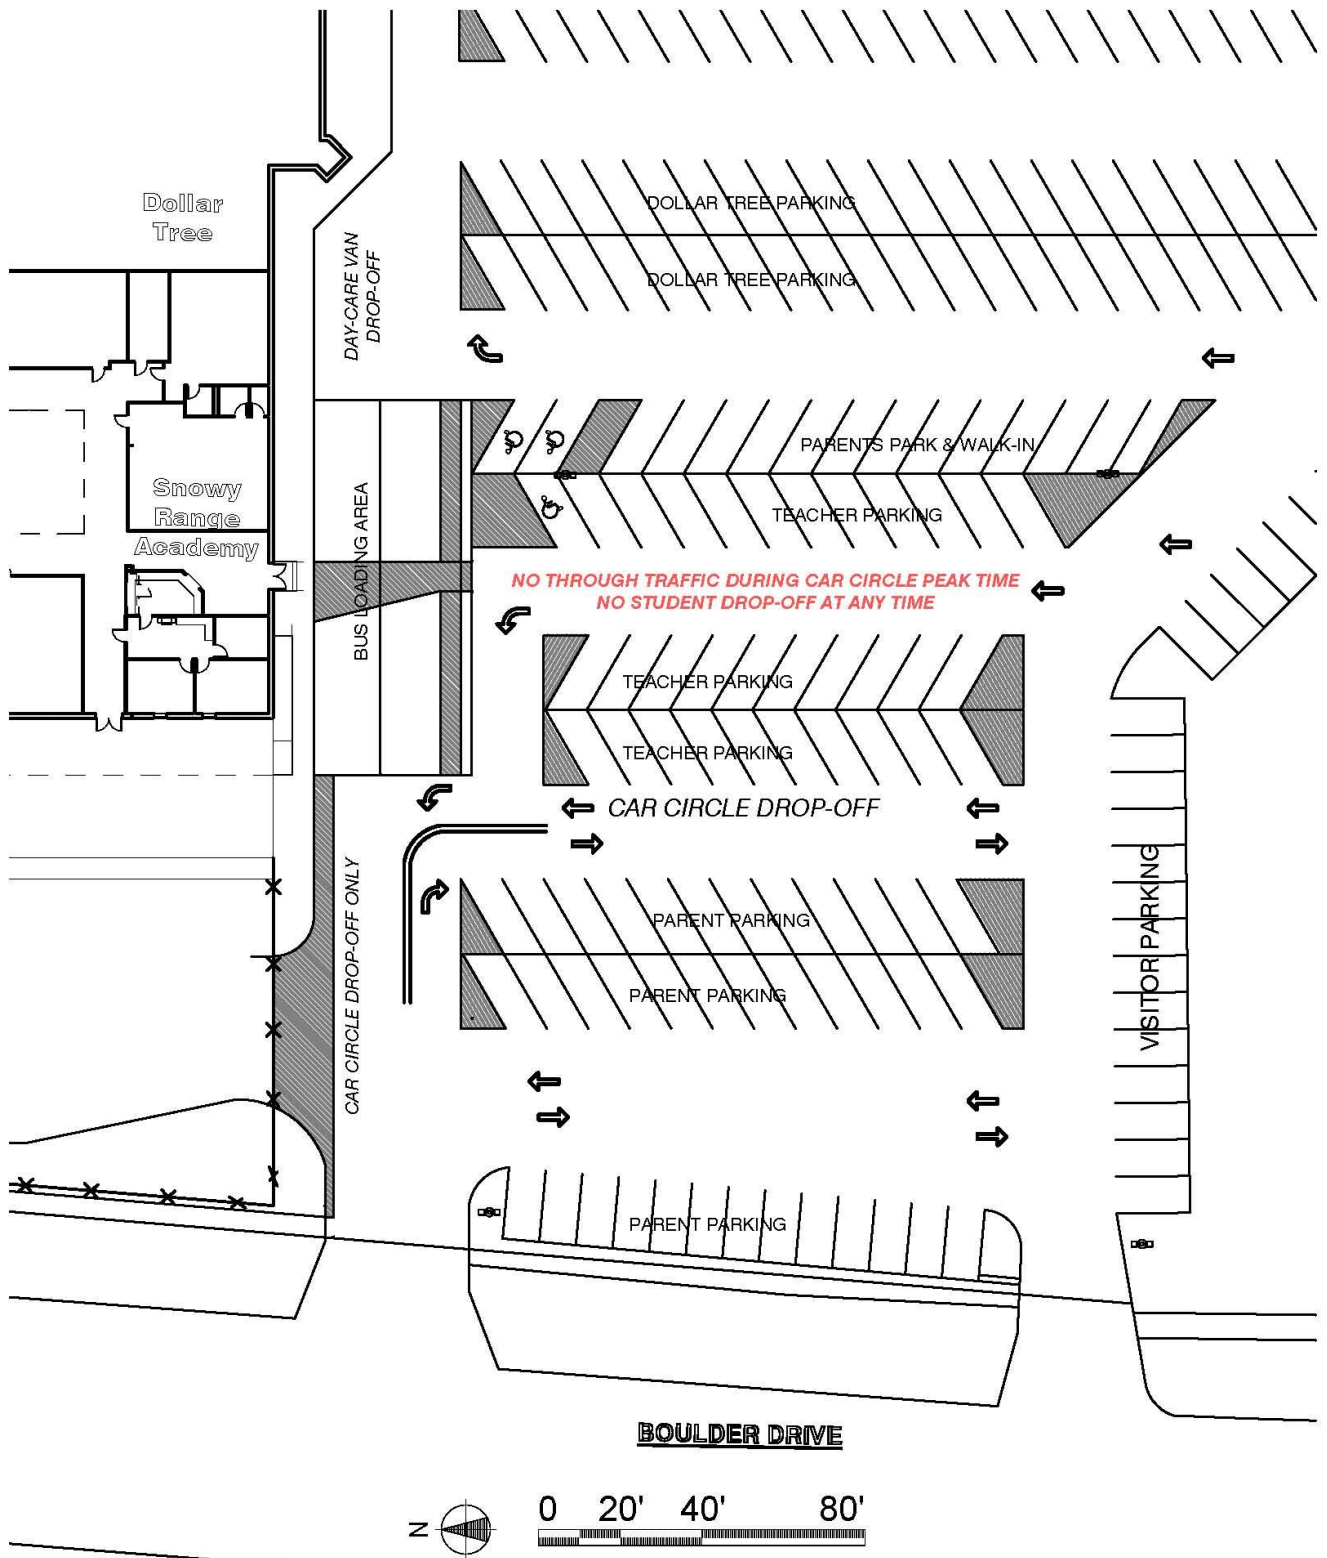 Dollar
Tree
DOLLAR TREE PARKING
DOLLAR TREE PARKING
DAY-CARE VAN
DROP-OFF
PARENTS PARK & WALK-IN
TEACHER PARKING
Snowy
Range
Academy
BUS LOADING AREA
NO THROUGH TRAFFIC DURING CAR CIRCLE PEAK TIME
NO STUDENT DROP-OFF AT ANY TIME
TEACHER PARKING
TEACHER PARKING
CAR CIRCLE DROP-OFF
CAR CIRCLE DROP-OFF ONLY
PARENT PARKING
PARENT PARKING
VISITOR PARKING
PARENT PARKING
BOULDER DRIVE
N
0 20' 40' 80'